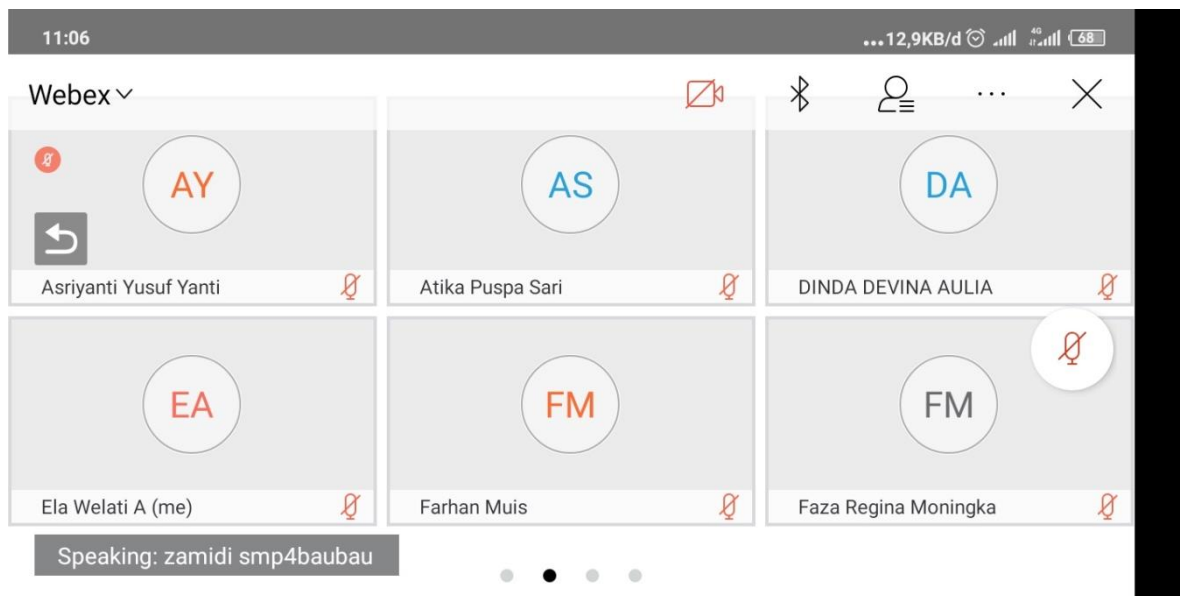 11:06 ...12,9KB/d 4G 68
Webex
AY AS DA
Asriyanti Yusuf Yanti Atika Puspa Sari DINDA DEVINA AULIA
EA FM FM
Ela Welati A (me) Farhan Muis Faza Regina Moningka
Speaking: zamidi smp4baubau